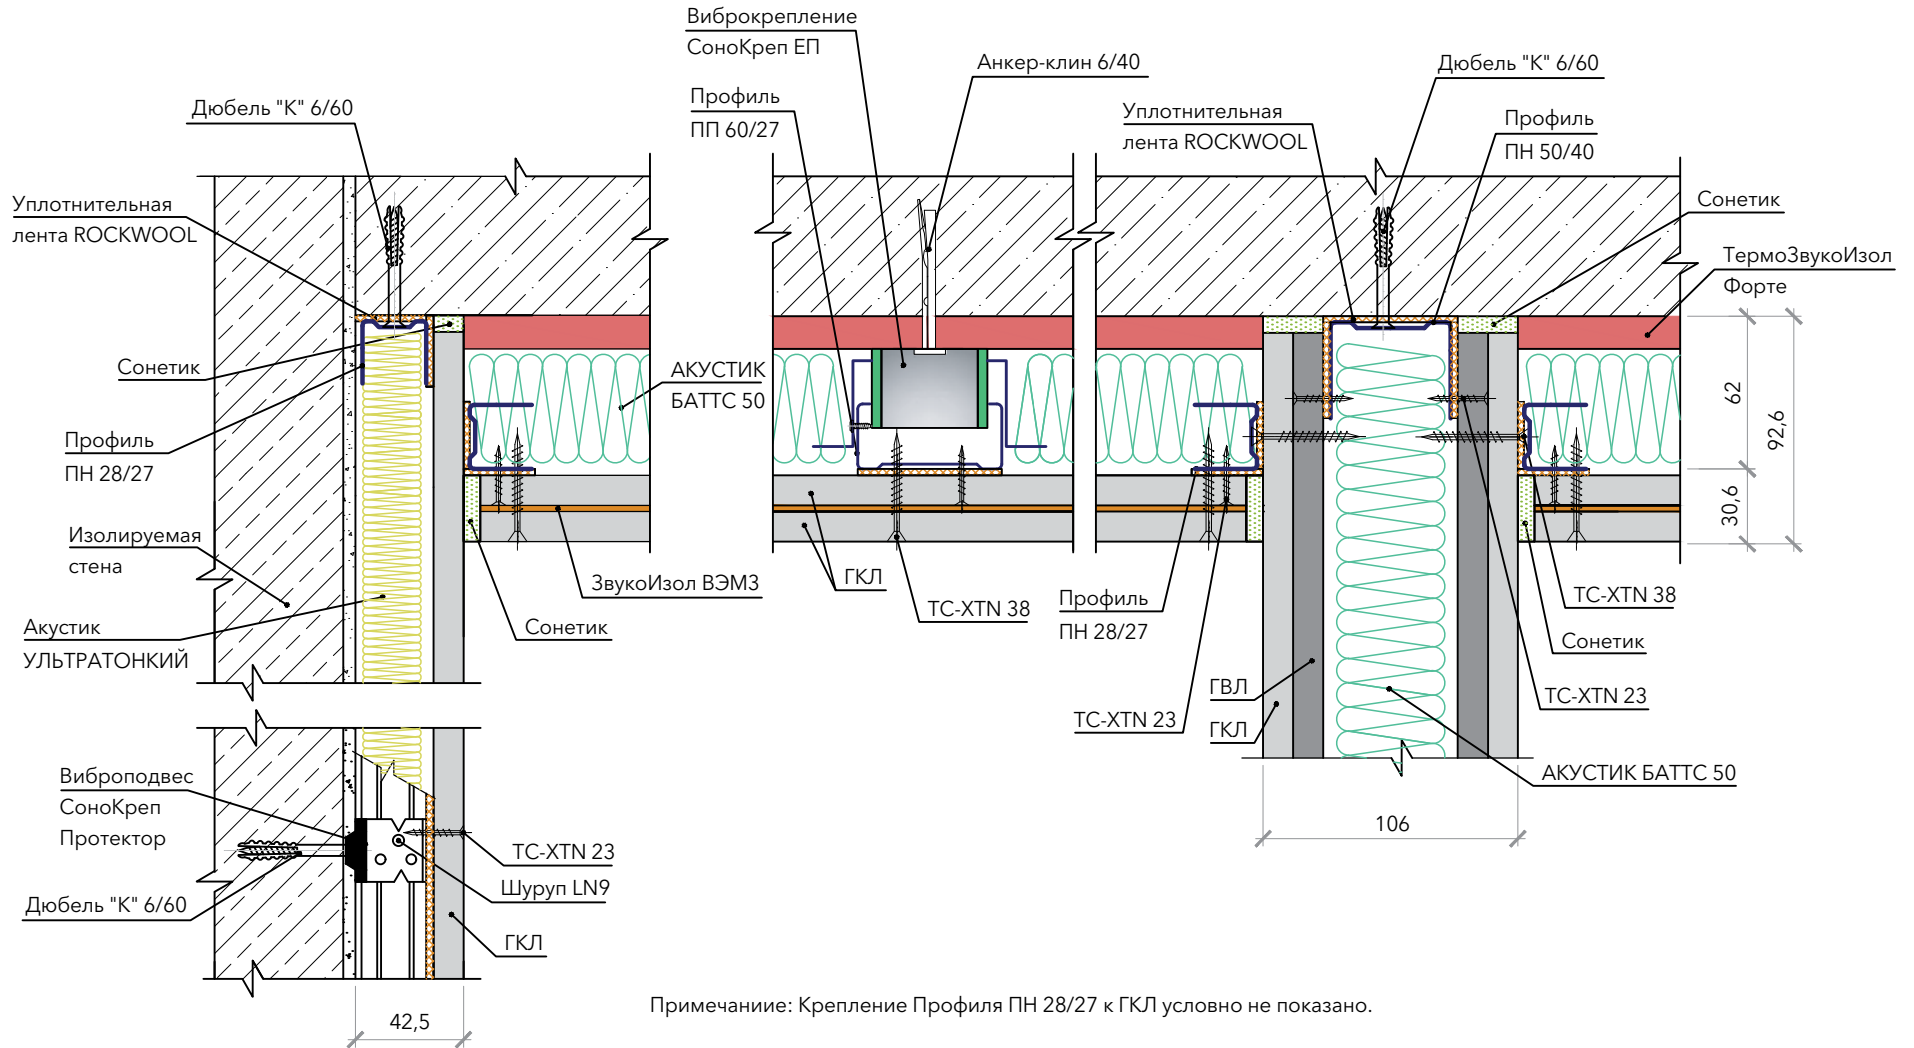 Виброкрепление
СоноКреп ЕП
Анкер-клин 6/40
Дюбель "К" 6/60
Профиль
ПП 60/27
Дюбель "К" 6/60
Уплотнительная
лента ROCKWOOL
Профиль
ПН 50/40
Уплотнительная
лента ROCKWOOL
Сонетик
ТермоЗвукоИзол
Форте
Сонетик
АКУСТИК
БАТТС 50
62
92,6
Профиль
ПН 28/27
30,6
Изолируемая
стена
ЗвукоИзол ВЭМЗ
ГКЛ
ТС-XTN 38
Профиль
ПН 28/27
ТС-XTN 38
Акустик
УЛЬТРАТОНКИЙ
Сонетик
Сонетик
ГВЛ
ГКЛ
ТС-XTN 23
ТС-XTN 23
АКУСТИК БАТТС 50
Виброподвес
СоноКреп
Протектор
106
ТС-XTN 23
Шуруп LN9
Дюбель "К" 6/60
ГКЛ
Примечаниие: Крепление Профиля ПН 28/27 к ГКЛ условно не показано.
42,5